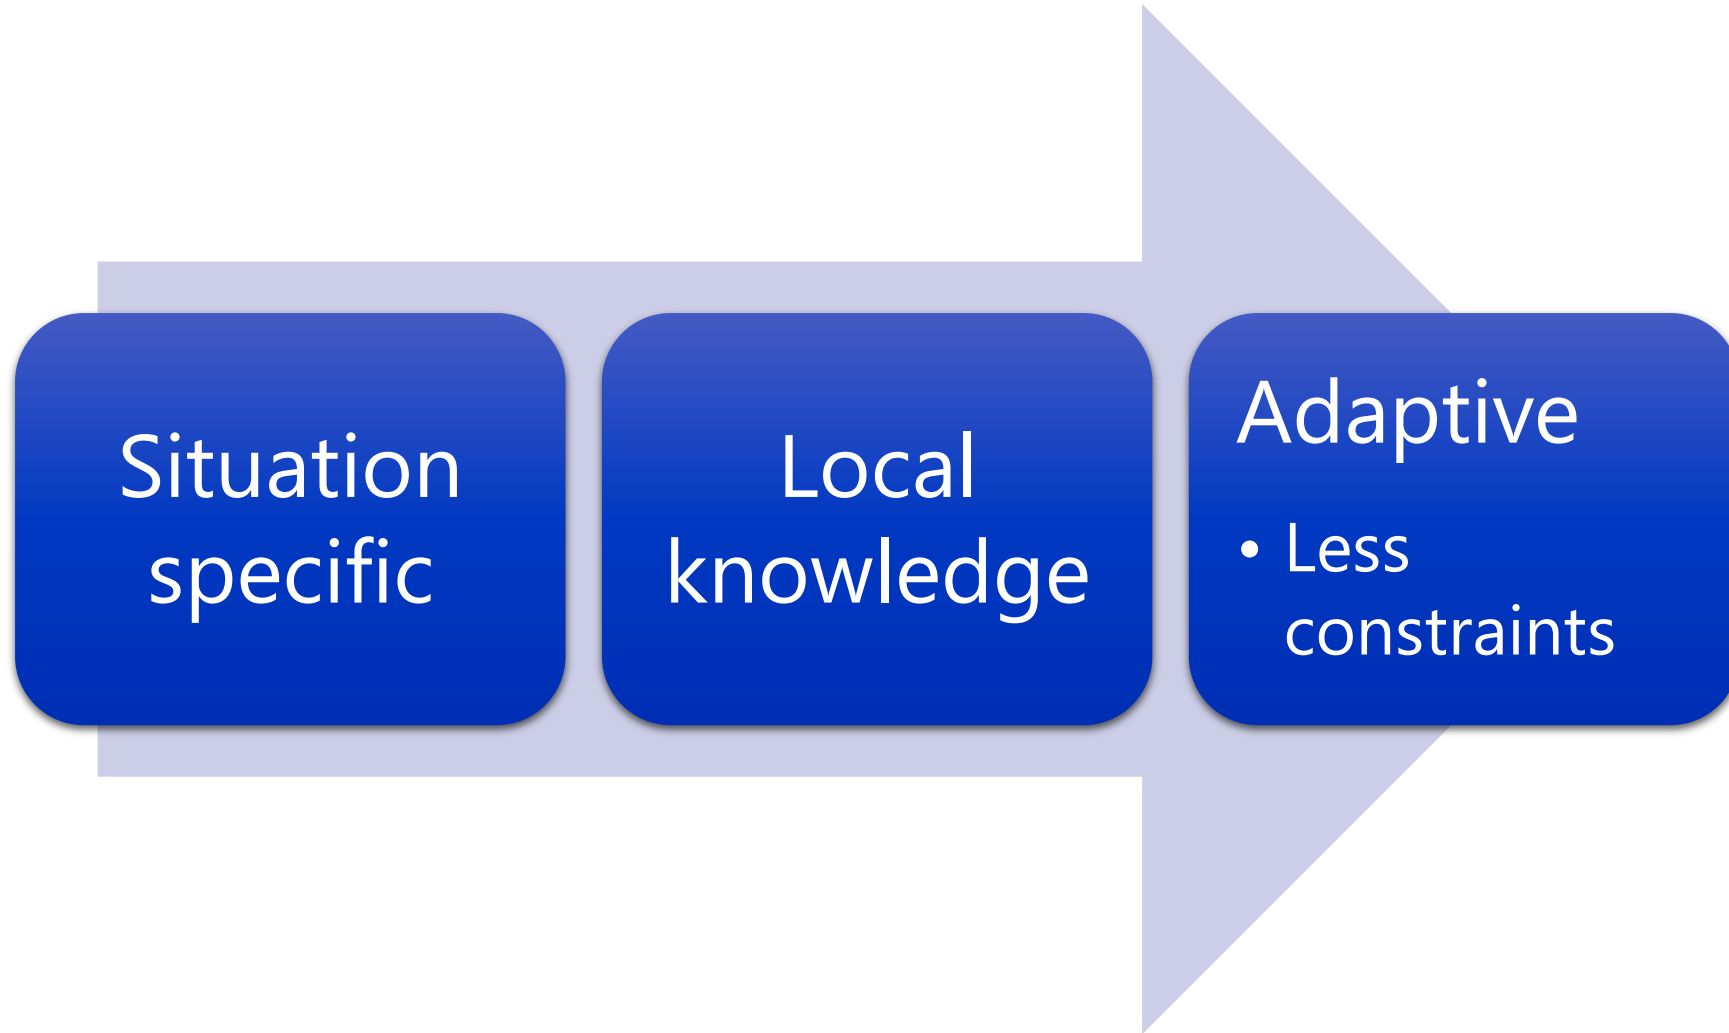 Situation
specific
Local
knowledge
Adaptive
• Less
constraints